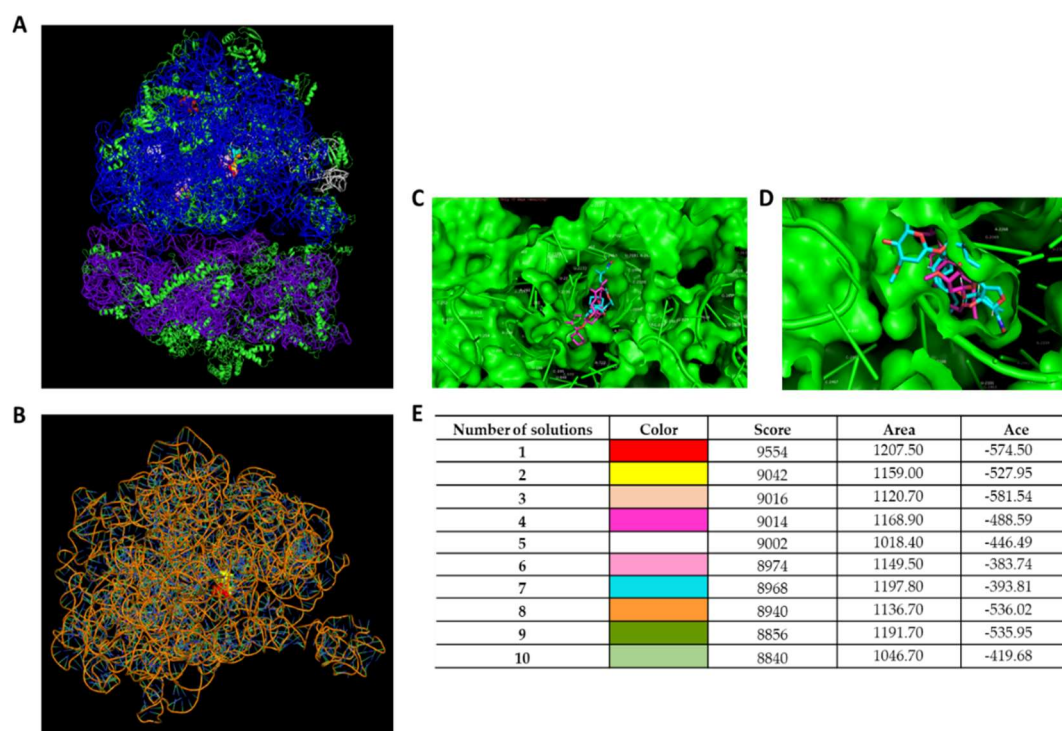 A
B
C
D
E
Number of solutions Color Score Area Ace
1 9554 1207.50 -574.50
2 9042 1159.00 -527.95
3 9016 1120.70 -581.54
4 9014 1168.90 -488.59
5 9002 1018.40 -446.49
6 8974 1149.50 -383.74
7 8968 1197.80 -393.81
8 8940 1136.70 -536.02
9 8856 1191.70 -535.95
10 8840 1046.70 -419.68